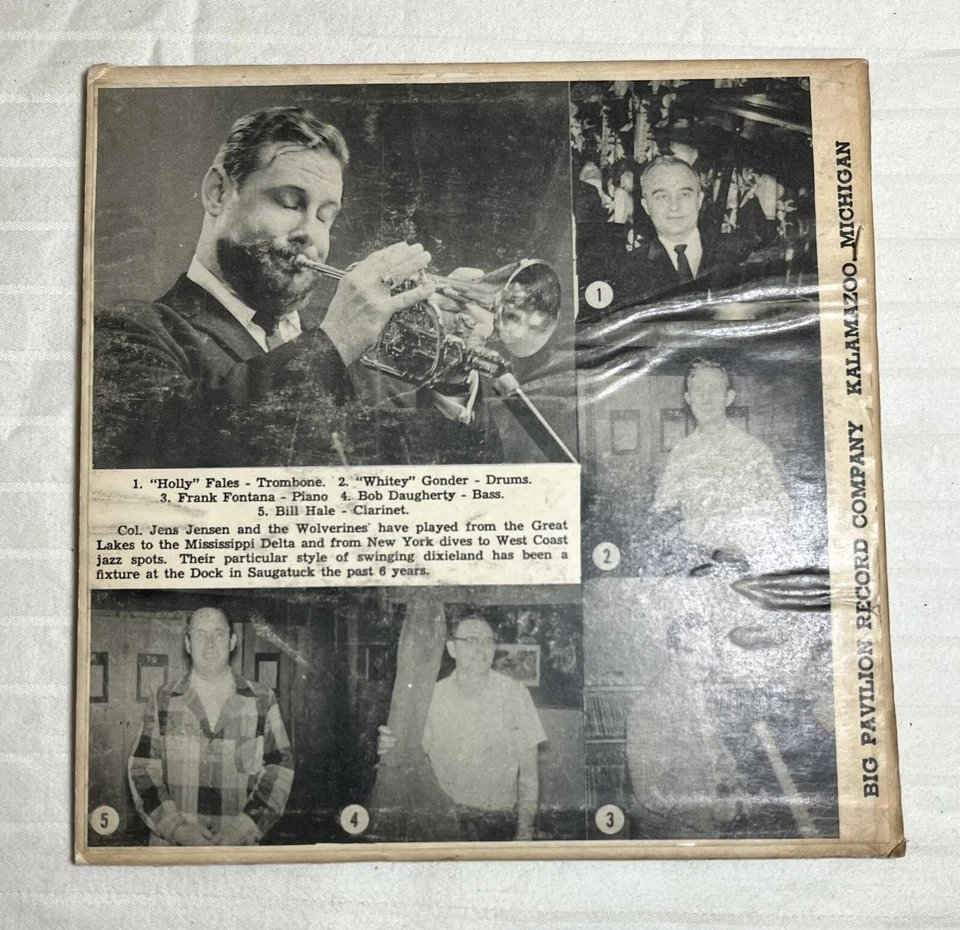 1. "Holly" Fales - Trombone. 2. "Whitey" Gonder - Drums.
3. Frank Fontana - Piano 4. Bob Daugherty - Bass.
5. Bill Hale - Clarinet.
Col. Jens Jensen and the Wolverines' have played from the Great
Lakes to the Mississippi Delta and from New York dives to West Coast
jazz spots. Their particular style of swinging dixieland has been a
fixture at the Dock in Saugatuck the past 6 years.
1
2
5
4
3
BIG PAVILION RECORD COMPANY KALAMAZOO, MICHIGAN